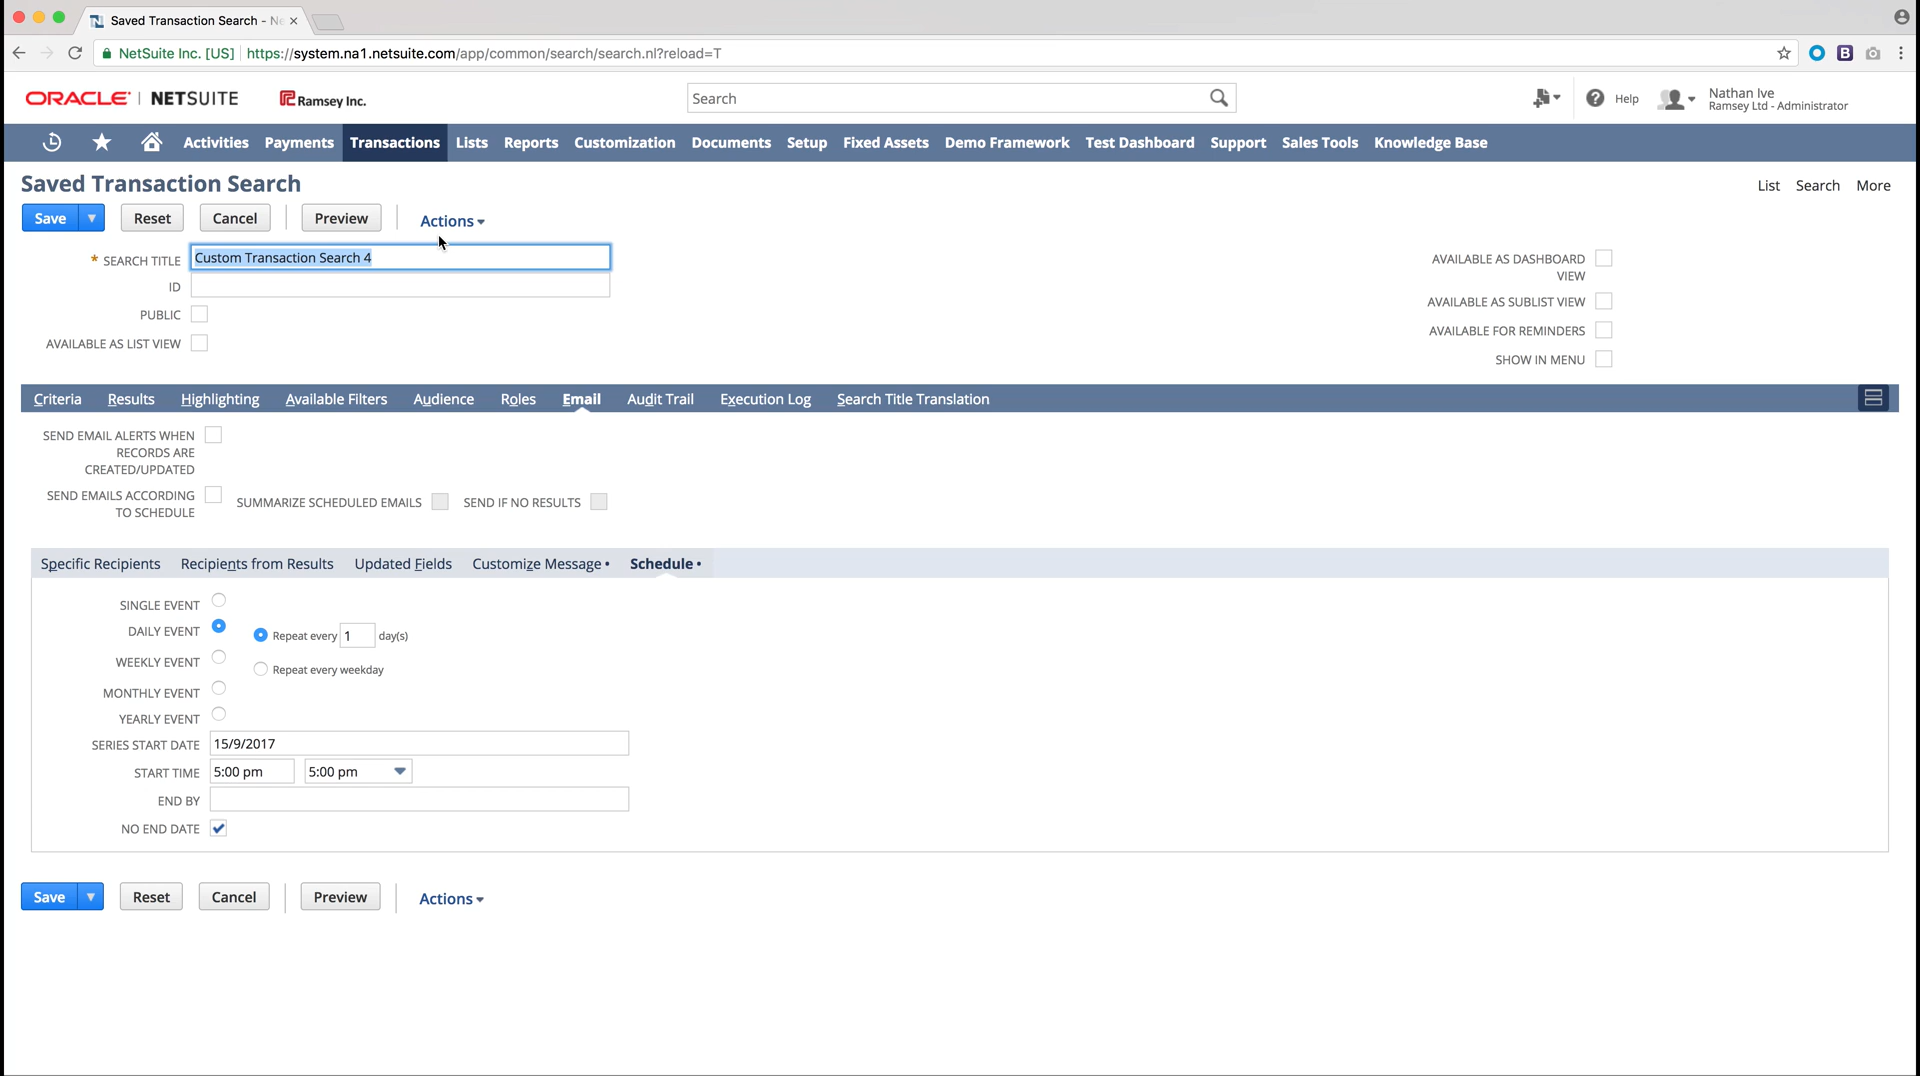 Saved Transaction Search - Ne
NetSuite Inc. [US] https://system.na1.netsuite.com/app/common/search/search.nl?reload=T
ORACLE NETSUITE Ramsey Inc. Search Help Nathan Ive
Ramsey Ltd - Administrator
Activities Payments Transactions Lists Reports Customization Documents Setup Fixed Assets Demo Framework Test Dashboard Support Sales Tools Knowledge Base
Saved Transaction Search List Search More
Save Reset Cancel Preview Actions
* SEARCH TITLE Custom Transaction Search 4
ID
PUBLIC
AVAILABLE AS LIST VIEW
AVAILABLE AS DASHBOARD
VIEW
AVAILABLE AS SUBLIST VIEW
AVAILABLE FOR REMINDERS
SHOW IN MENU
Criteria Results Highlighting Available Filters Audience Roles Email Audit Trail Execution Log Search Title Translation
SEND EMAIL ALERTS WHEN
RECORDS ARE
CREATED/UPDATED
SEND EMAILS ACCORDING
TO SCHEDULE
SUMMARIZE SCHEDULED EMAILS SEND IF NO RESULTS
Specific Recipients Recipients from Results Updated Fields Customize Message • Schedule •
SINGLE EVENT
DAILY EVENT Repeat every 1 day(s)
WEEKLY EVENT Repeat every weekday
MONTHLY EVENT
YEARLY EVENT
SERIES START DATE 15/9/2017
START TIME 5:00 pm 5:00 pm
END BY
NO END DATE
Save Reset Cancel Preview Actions